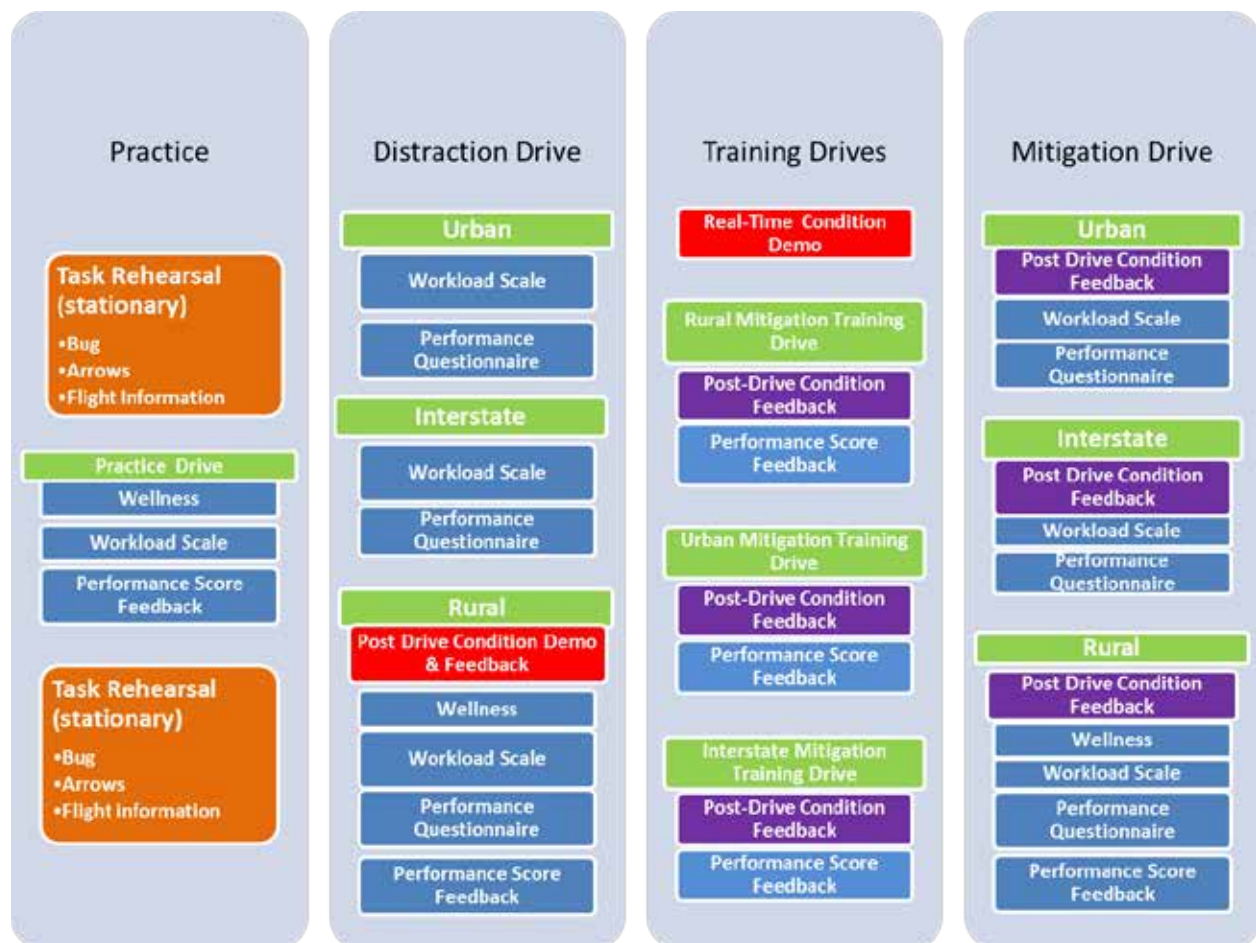 Practice
Task Rehearsal
(stationary)
•Bug
•Arrows
•Flight Information
Practice Drive
Wellness
Workload Scale
Performance Score
Feedback
Task Rehearsal
(stationary)
•Bug
•Arrows
•Flight Information
Distraction Drive
Urban
Workload Scale
Performance
Questionnaire
Interstate
Workload Scale
Performance
Questionnaire
Rural
Post Drive Condition Demo
& Feedback
Wellness
Workload Scale
Performance
Questionnaire
Performance Score
Feedback
Training Drives
Real-Time Condition
Demo
Rural Mitigation Training
Drive
Post-Drive Condition
Feedback
Performance Score
Feedback
Urban Mitigation Training
Drive
Post-Drive Condition
Feedback
Performance Score
Feedback
Interstate Mitigation
Training Drive
Post-Drive Condition
Feedback
Performance Score
Feedback
Mitigation Drive
Urban
Post Drive Condition
Feedback
Workload Scale
Performance
Questionnaire
Interstate
Post Drive Condition
Feedback
Workload Scale
Performance
Questionnaire
Rural
Post Drive Condition
Feedback
Wellness
Workload Scale
Performance
Questionnaire
Performance Score
Feedback